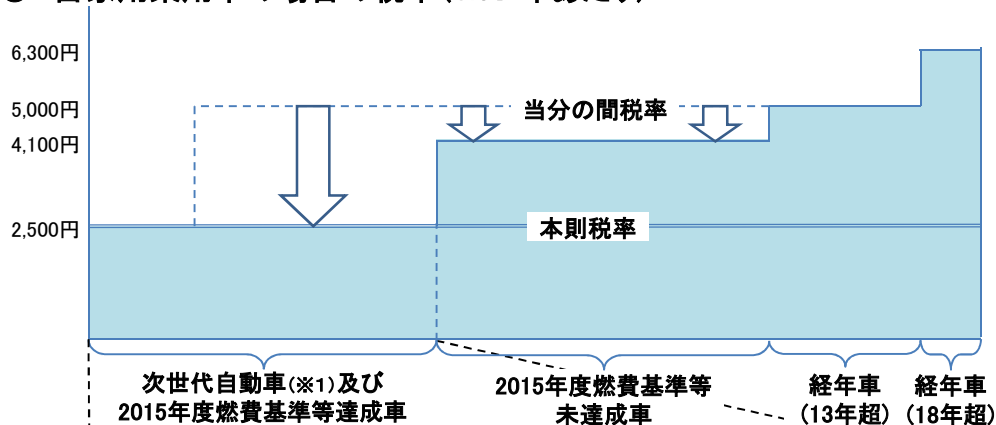 6,300円
5,000円
4,100円
2,500円
当分の間税率
本則税率
次世代自動車(※1)及び
2015年度燃費基準等達成車
2015年度燃費基準等
未達成車
経年車
(13年超)
経年車
(18年超)